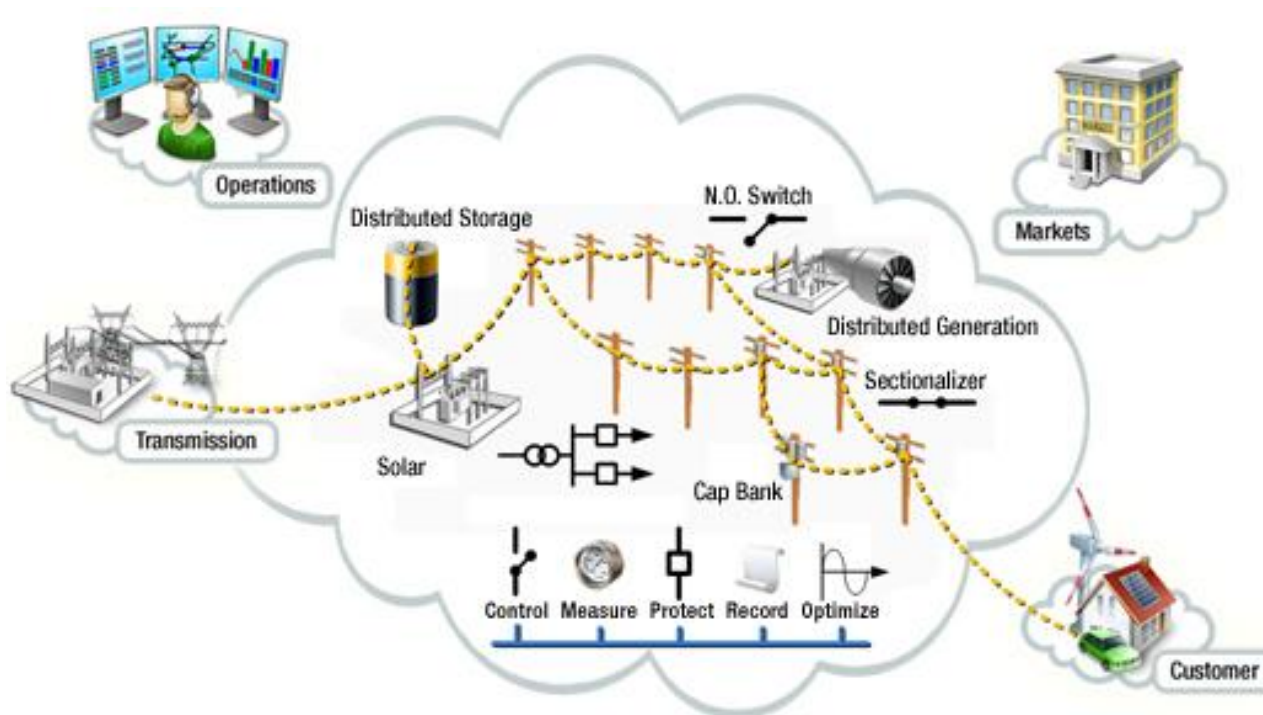 Operations
Markets
N.O. Switch
Distributed Storage
Distributed Generation
Sectionalizer
Transmission
Solar
Cap Bank
Control
Measure
Protect
Record
Optimize
Customer